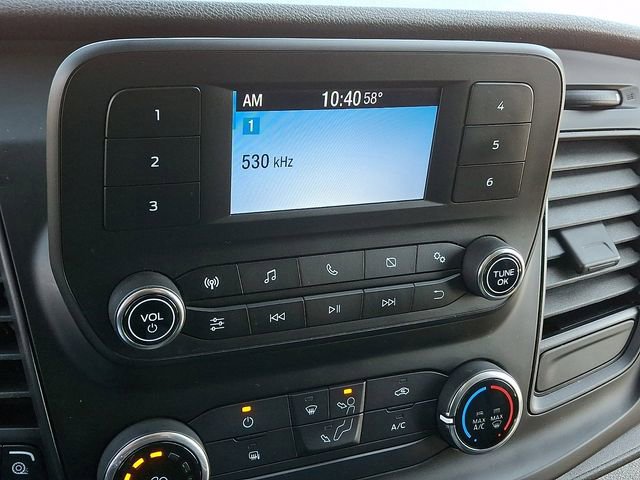 AM 10:40 58°
1
530 kHz
1
2
3
4
5
6
VOL
TUNE
OK
A/C
MAX
A/C
MAX